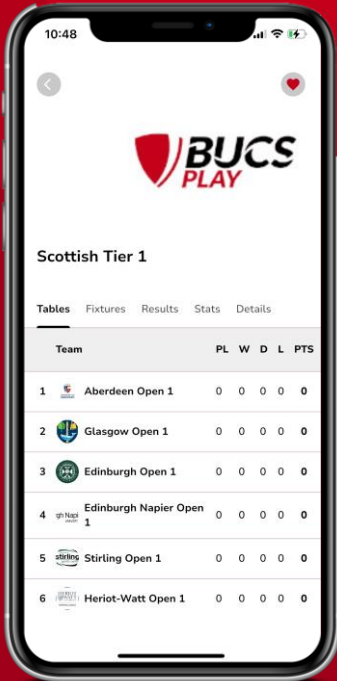 10:48
BUCS
PLAY
Scottish Tier 1
Tables Fixtures Results Stats Details
Team PL W D L PTS
1 Aberdeen Open 1 0 0 0 0 0
2 Glasgow Open 1 0 0 0 0 0
3 Edinburgh Open 1 0 0 0 0 0
4 gh Napi Edinburgh Napier Open
1 0 0 0 0 0
5 stirling Stirling Open 1 0 0 0 0 0
6 Heriot-Watt Open 1 0 0 0 0 0